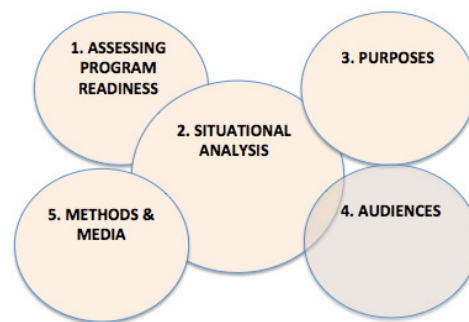 1. ASSESSING
PROGRAM
READINESS
3. PURPOSES
2. SITUATIONAL
ANALYSIS
5. METHODS &
MEDIA
4. AUDIENCES